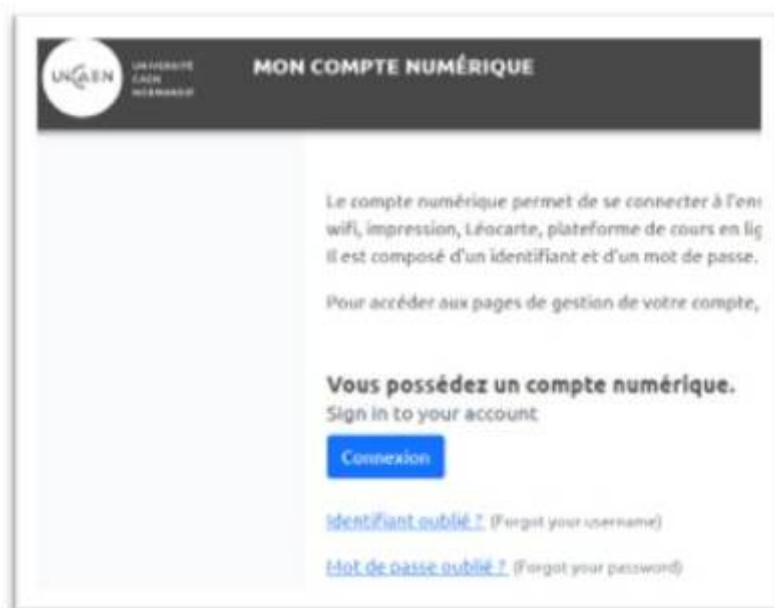 UNICAEN
UNIVERSITÉ
CAEN
NORMANDIE
MON COMPTE NUMÉRIQUE
Le compte numérique permet de se connecter à l'ens
wifi, impression, Léocarte, plateforme de cours en lig
Il est composé d'un identifiant et d'un mot de passe.
Pour accéder aux pages de gestion de votre compte,
Vous possédez un compte numérique.
Sign in to your account
Connexion
Identifiant oublié ? (Forgot your username)
Mot de passe oublié ? (Forgot your password)